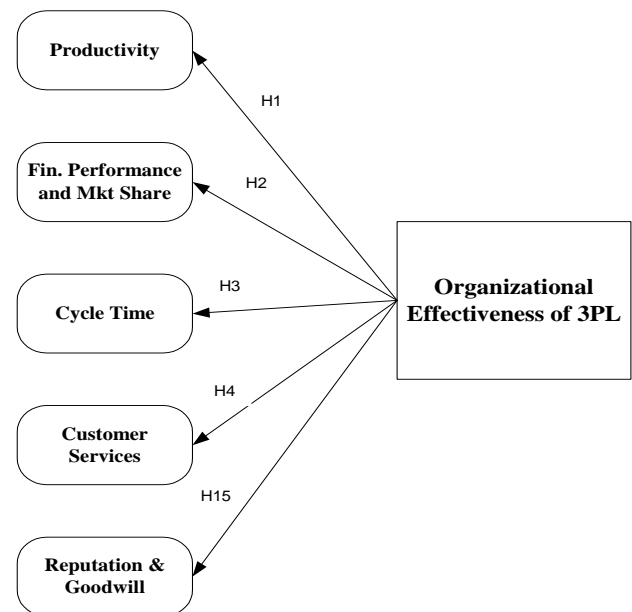 Productivity
H1
Fin. Performance
and Mkt Share
H2
Organizational
Effectiveness of 3PL
Cycle Time
H3
H4
Customer
Services
H15
Reputation &
Goodwill